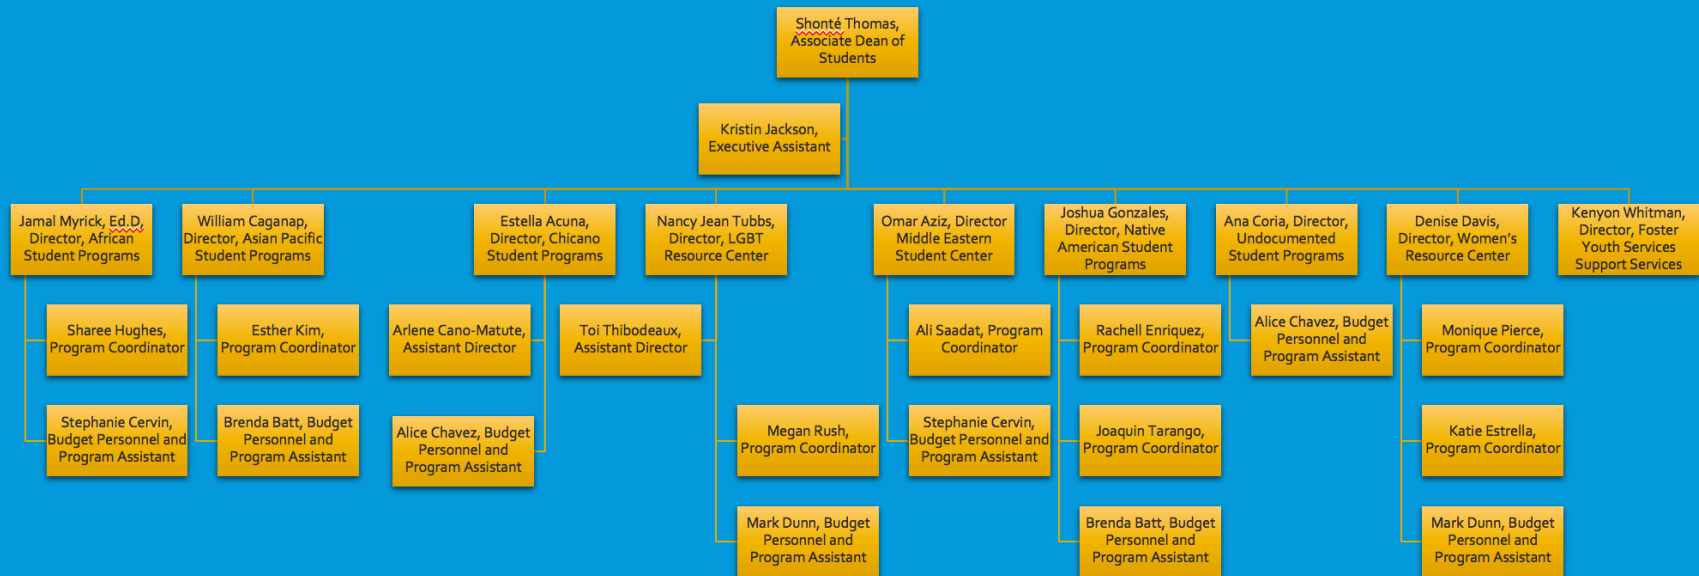 Shonté Thomas,
Associate Dean of
Students
Kristin Jackson,
Executive Assistant
Jamal Myrick, Ed.D,
Director, African
Student Programs
William Caganap,
Director, Asian Pacific
Student Programs
Estella Acuna,
Director, Chicano
Student Programs
Nancy Jean Tubbs,
Director, LGBT
Resource Center
Omar Aziz, Director
Middle Eastern
Student Center
Joshua Gonzales,
Director, Native
American Student
Programs
Ana Coria, Director,
Undocumented
Student Programs
Denise Davis,
Director, Women's
Resource Center
Kenyon Whitman,
Director, Foster
Youth Services
Support Services
Sharee Hughes,
Program Coordinator
Esther Kim,
Program Coordinator
Arlene Cano-Matute,
Assistant Director
Toi Thibodeaux,
Assistant Director
Ali Saadat, Program
Coordinator
Rachell Enriquez,
Program Coordinator
Alice Chavez, Budget
Personnel and
Program Assistant
Monique Pierce,
Program Coordinator
Stephanie Cervin,
Budget Personnel and
Program Assistant
Brenda Batt, Budget
Personnel and
Program Assistant
Alice Chavez, Budget
Personnel and
Program Assistant
Megan Rush,
Program Coordinator
Stephanie Cervin,
Budget Personnel and
Program Assistant
Joaquin Tarango,
Program Coordinator
Katie Estrella,
Program Coordinator
Mark Dunn, Budget
Personnel and
Program Assistant
Brenda Batt, Budget
Personnel and
Program Assistant
Mark Dunn, Budget
Personnel and
Program Assistant